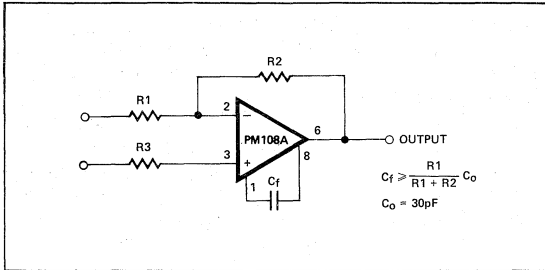 R2
R1
2
−
PM108A
6
OUTPUT
8
R3
3
+
1
Cf
Cf ⩾ R1 / R1 + R2 Co
Co = 30pF